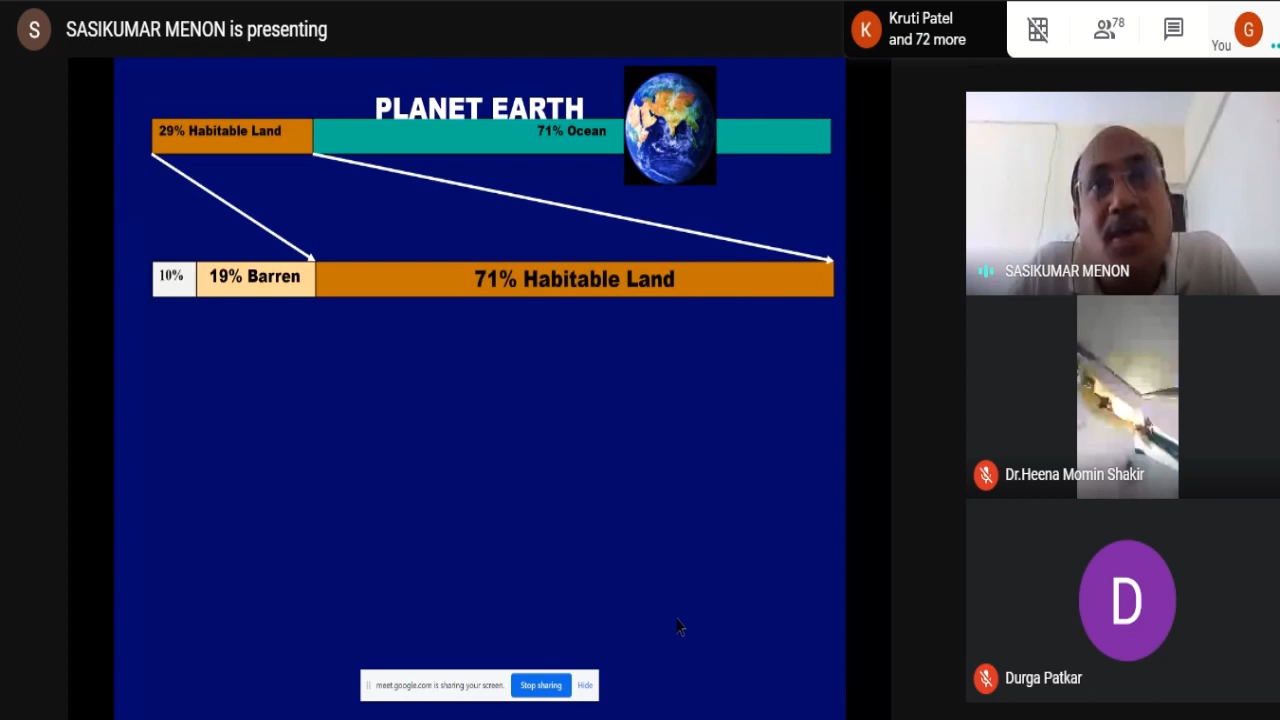 S
SASIKUMAR MENON is presenting
K
Kruti Patel
and 72 more
78
You
G
PLANET EARTH
29% Habitable Land
71% Ocean
10%
19% Barren
71% Habitable Land
SASIKUMAR MENON
Dr.Heena Momin Shakir
D
Durga Patkar
meet.google.com is sharing your screen.
Stop sharing
Hide